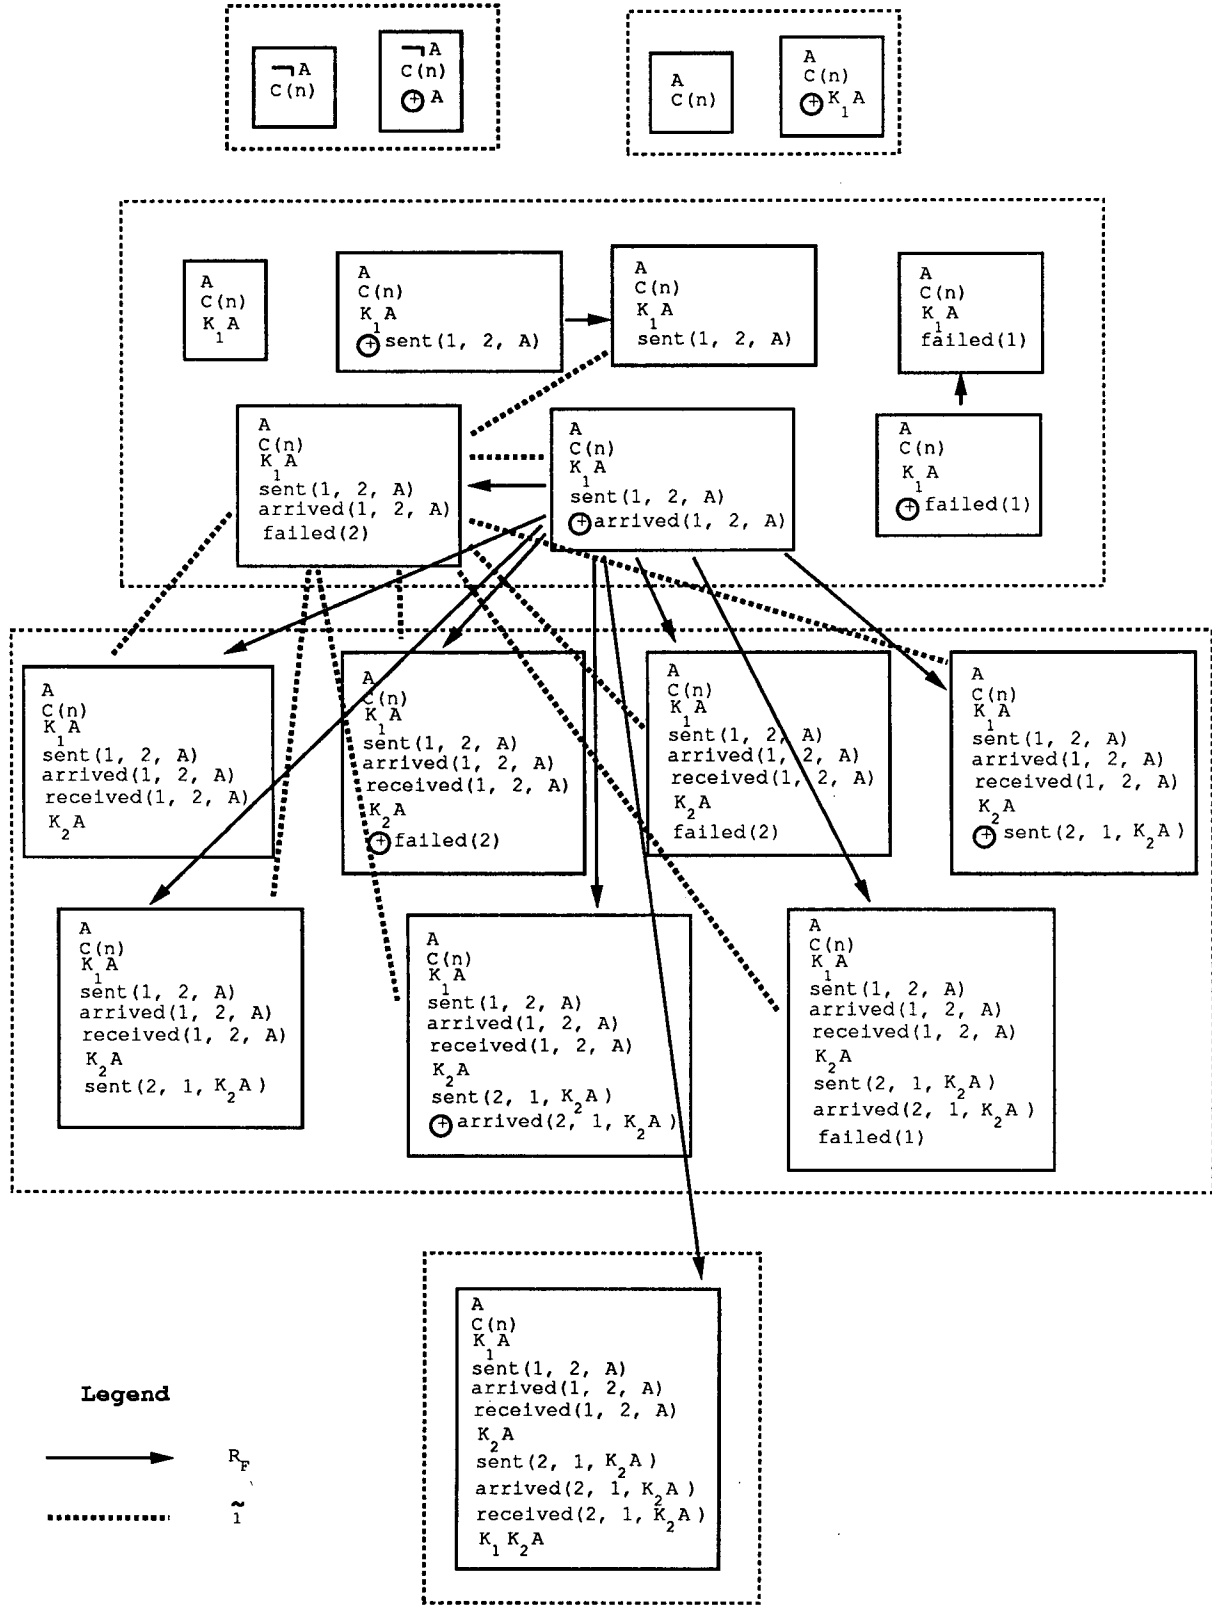 ¬A
C(n)
¬A
C(n)
⊕ A
A
C(n)
A
C(n)
⊕ K₁A
A
C(n)
K₁A
A
C(n)
K₁A
⊕ sent(1, 2, A)
A
C(n)
K₁A
sent(1, 2, A)
A
C(n)
K₁A
failed(1)
A
C(n)
K₁A
sent(1, 2, A)
arrived(1, 2, A)
failed(2)
A
C(n)
K₁A
sent(1, 2, A)
⊕ arrived(1, 2, A)
A
C(n)
K₁A
⊕ failed(1)
A
C(n)
K₁A
sent(1, 2, A)
arrived(1, 2, A)
received(1, 2, A)
K₂A
A
C(n)
K₁A
sent(1, 2, A)
arrived(1, 2, A)
received(1, 2, A)
K₂A
⊕ failed(2)
A
C(n)
K₁A
sent(1, 2, A)
arrived(1, 2, A)
received(1, 2, A)
K₂A
failed(2)
A
C(n)
K₁A
sent(1, 2, A)
arrived(1, 2, A)
received(1, 2, A)
K₂A
⊕ sent(2, 1, K₂A)
A
C(n)
K₁A
sent(1, 2, A)
arrived(1, 2, A)
received(1, 2, A)
K₂A
sent(2, 1, K₂A)
A
C(n)
K₁A
sent(1, 2, A)
arrived(1, 2, A)
received(1, 2, A)
K₂A
sent(2, 1, K₂A)
⊕ arrived(2, 1, K₂A)
A
C(n)
K₁A
sent(1, 2, A)
arrived(1, 2, A)
received(1, 2, A)
K₂A
sent(2, 1, K₂A)
arrived(2, 1, K₂A)
failed(1)
A
C(n)
K₁A
sent(1, 2, A)
arrived(1, 2, A)
received(1, 2, A)
K₂A
sent(2, 1, K₂A)
arrived(2, 1, K₂A)
received(2, 1, K₂A)
K₁K₂A
Legend
R_F
~
1